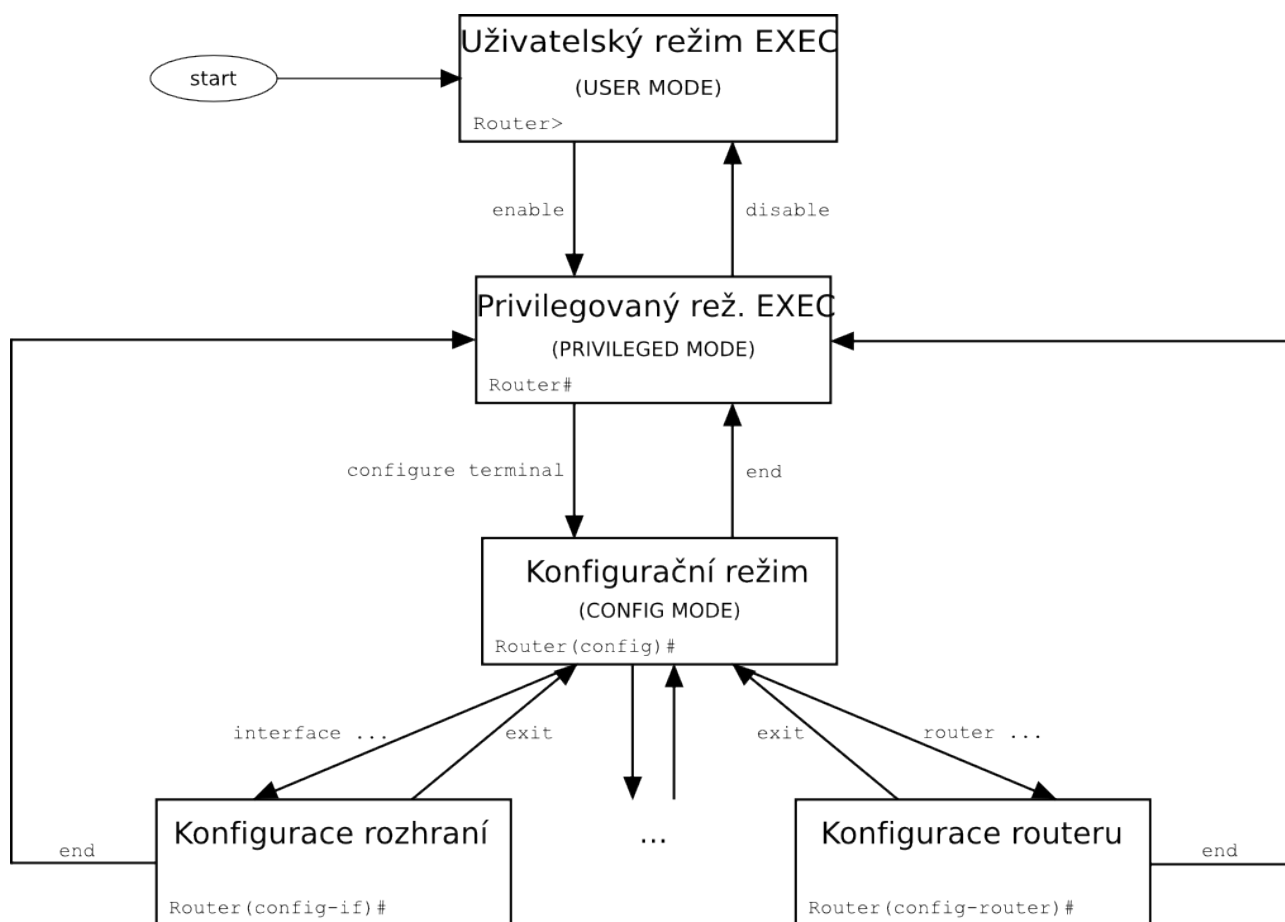 Uživatelský režim EXEC
start
(USER MODE)
Router>
enable
disable
Privilegovaný rež. EXEC
(PRIVILEGED MODE)
Router#
configure terminal
end
Konfigurační režim
(CONFIG MODE)
Router(config)#
interface ...
exit
exit
router ...
Konfigurace rozhraní
...
Konfigurace routeru
end
end
Router(config-if)#
Router(config-router)#